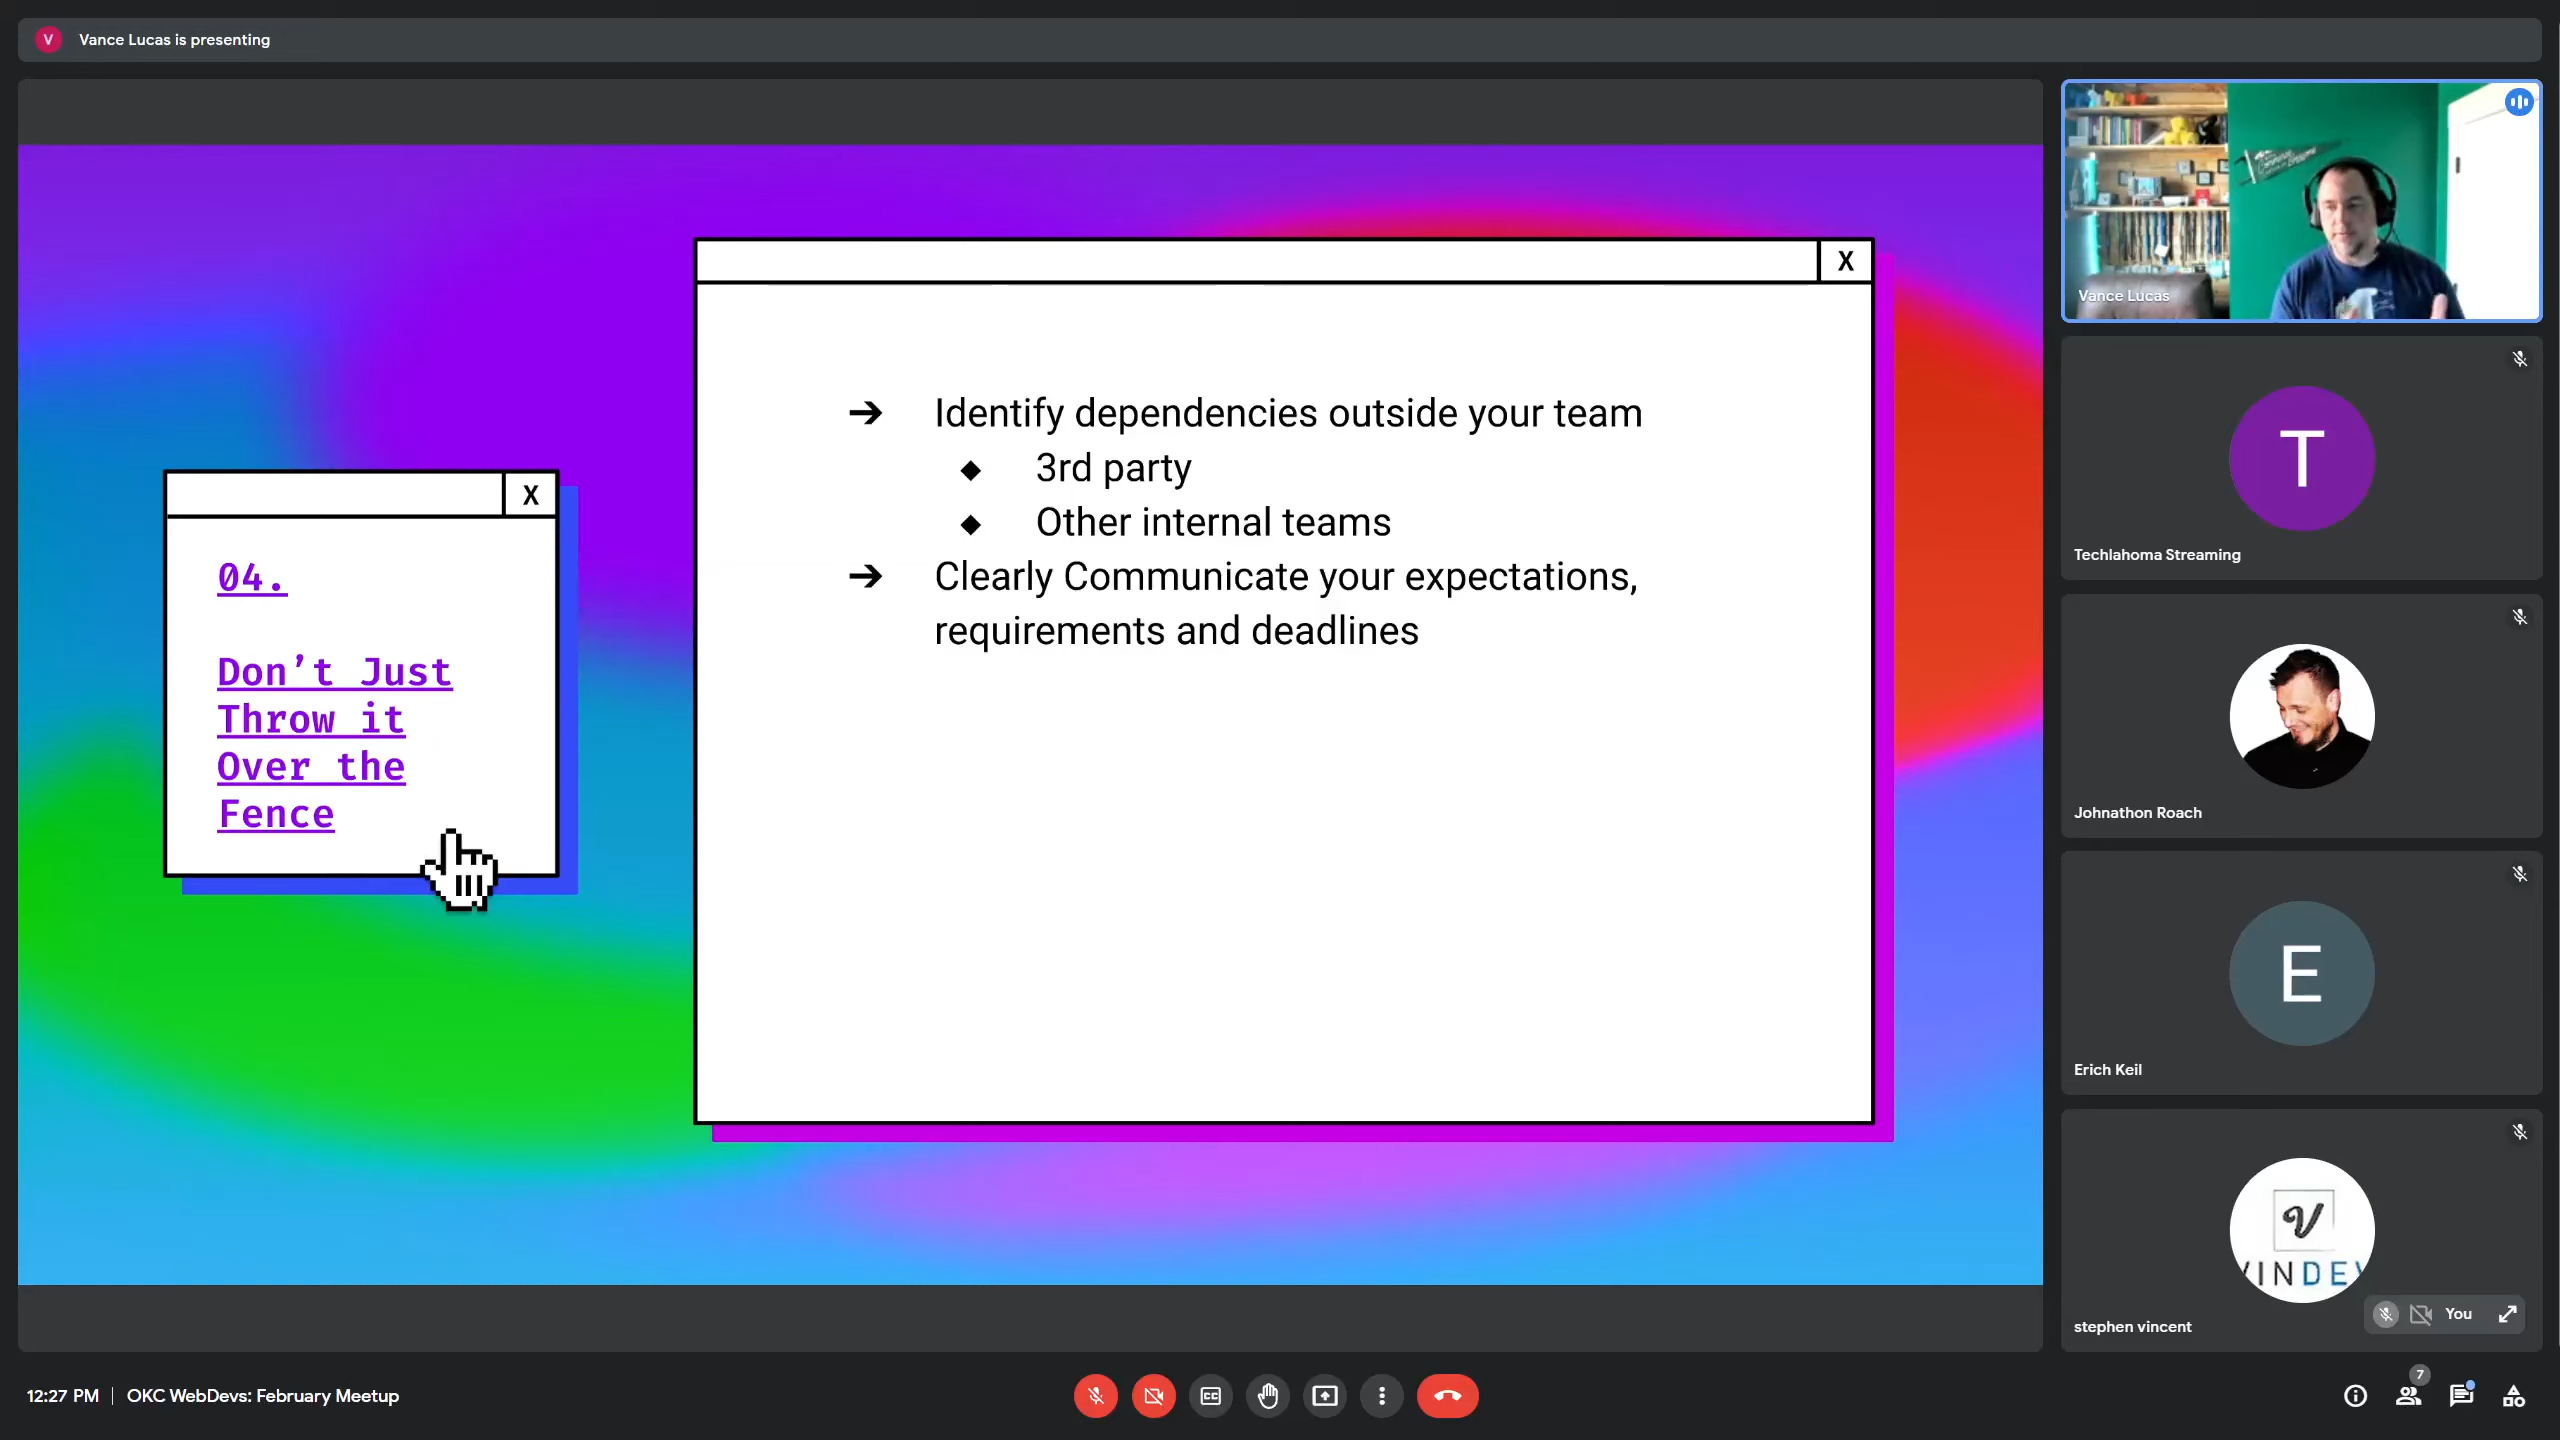 V Vance Lucas is presenting
X
04.
Don’t Just
Throw it
Over the
Fence
X
➔ Identify dependencies outside your team
◆ 3rd party
◆ Other internal teams
➔ Clearly Communicate your expectations,
requirements and deadlines
Vance Lucas
T
Techlahoma Streaming
Johnathon Roach
E
Erich Keil
V
VINDEV
stephen vincent
You
12:27 PM | OKC WebDevs: February Meetup
CC
7